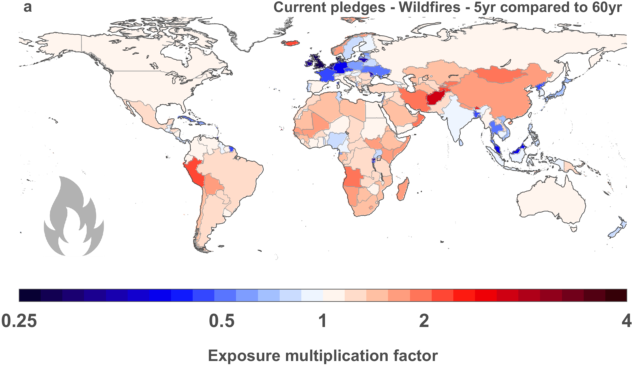 a
Current pledges - Wildfires - 5yr compared to 60yr
0.25 0.5 1 2 4
Exposure multiplication factor